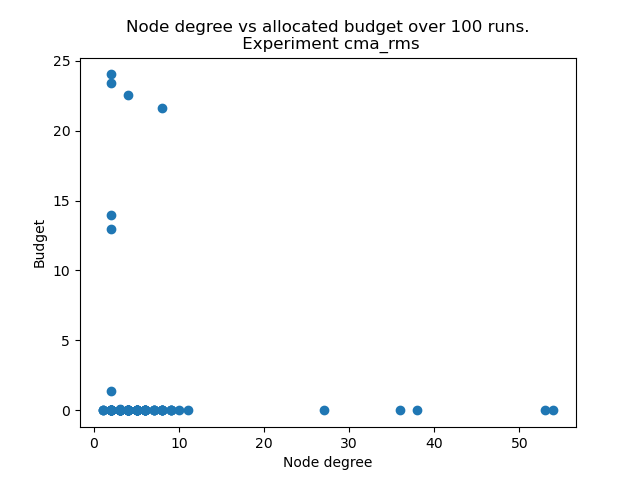 Node degree vs allocated budget over 100 runs.
Experiment cma_rms
25
20
15
10
5
0
Budget
0 10 20 30 40 50
Node degree